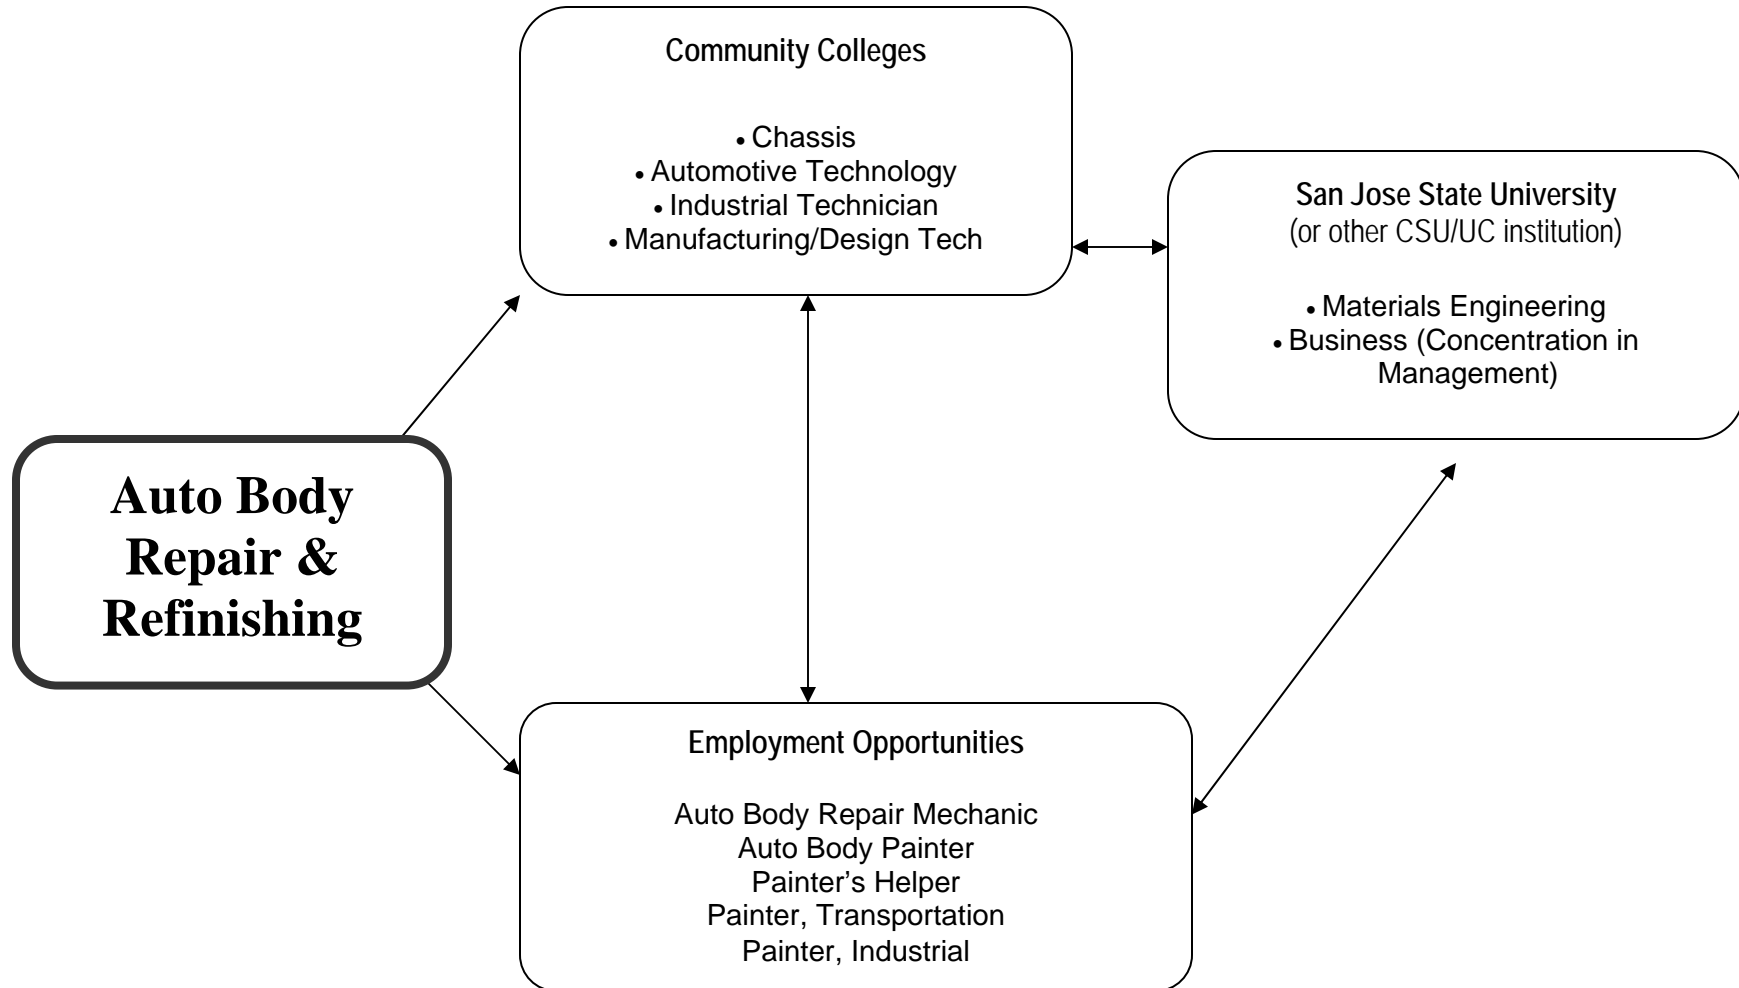 Community Colleges
• Chassis
• Automotive Technology
• Industrial Technician
• Manufacturing/Design Tech
San Jose State University
(or other CSU/UC institution)
• Materials Engineering
• Business (Concentration in
Management)
Auto Body
Repair &
Refinishing
Employment Opportunities
Auto Body Repair Mechanic
Auto Body Painter
Painter’s Helper
Painter, Transportation
Painter, Industrial